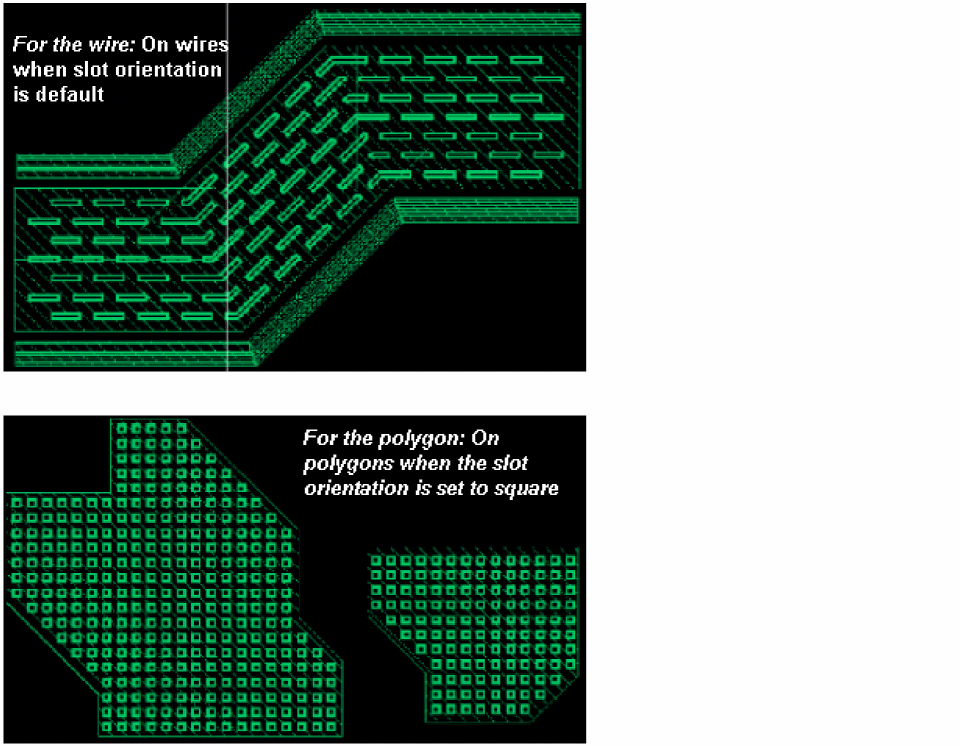 For the wire: On wires
when slot orientation
is default
For the polygon: On
polygons when the slot
orientation is set to square